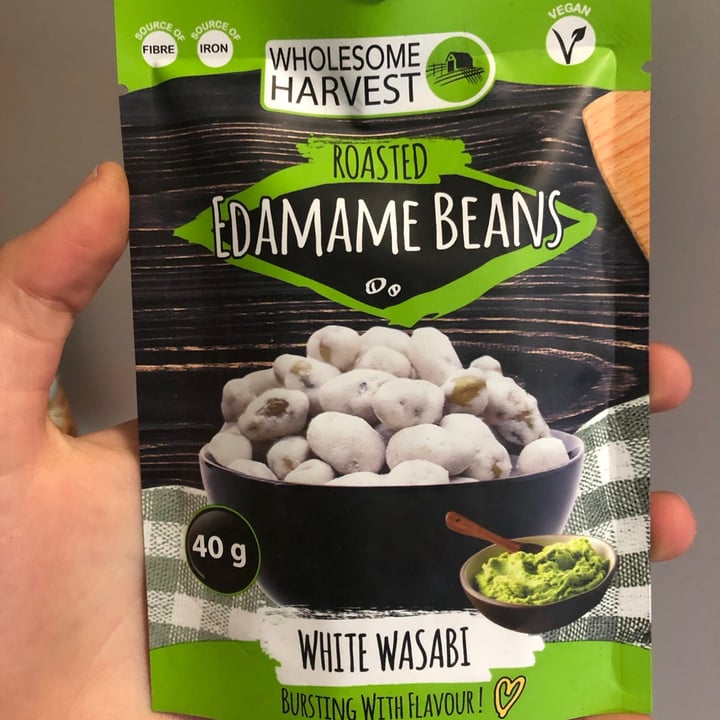 SOURCE OF
FIBRE
SOURCE OF
IRON
WHOLESOME
HARVEST
VEGAN
ROASTED
EDAMAME BEANS
40 g
WHITE WASABI
BURSTING WITH FLAVOUR!